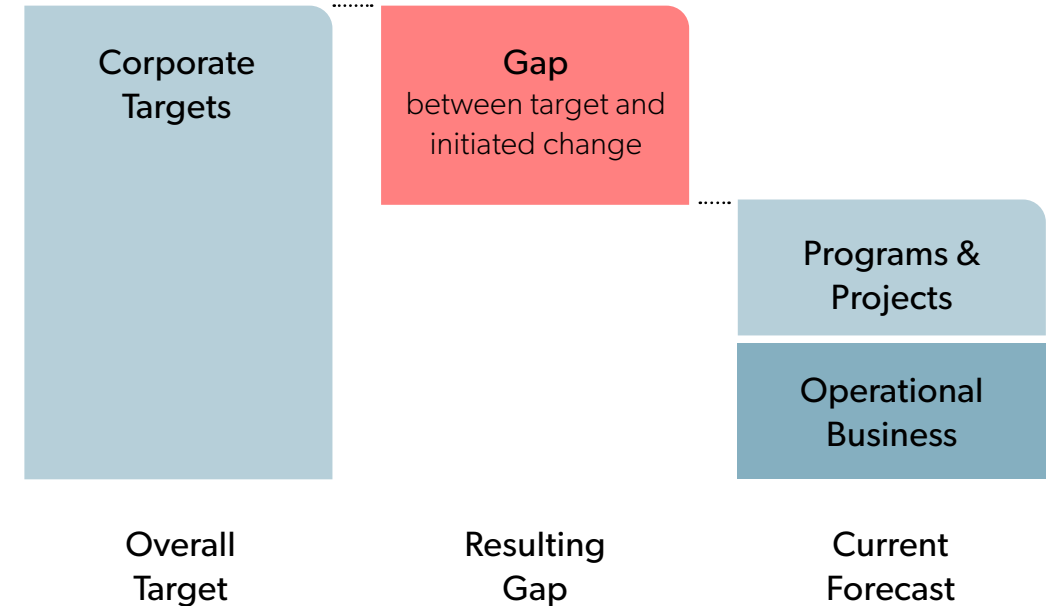 Corporate
Targets
Gap
between target and
initiated change
Programs &
Projects
Operational
Business
Overall
Target
Resulting
Gap
Current
Forecast